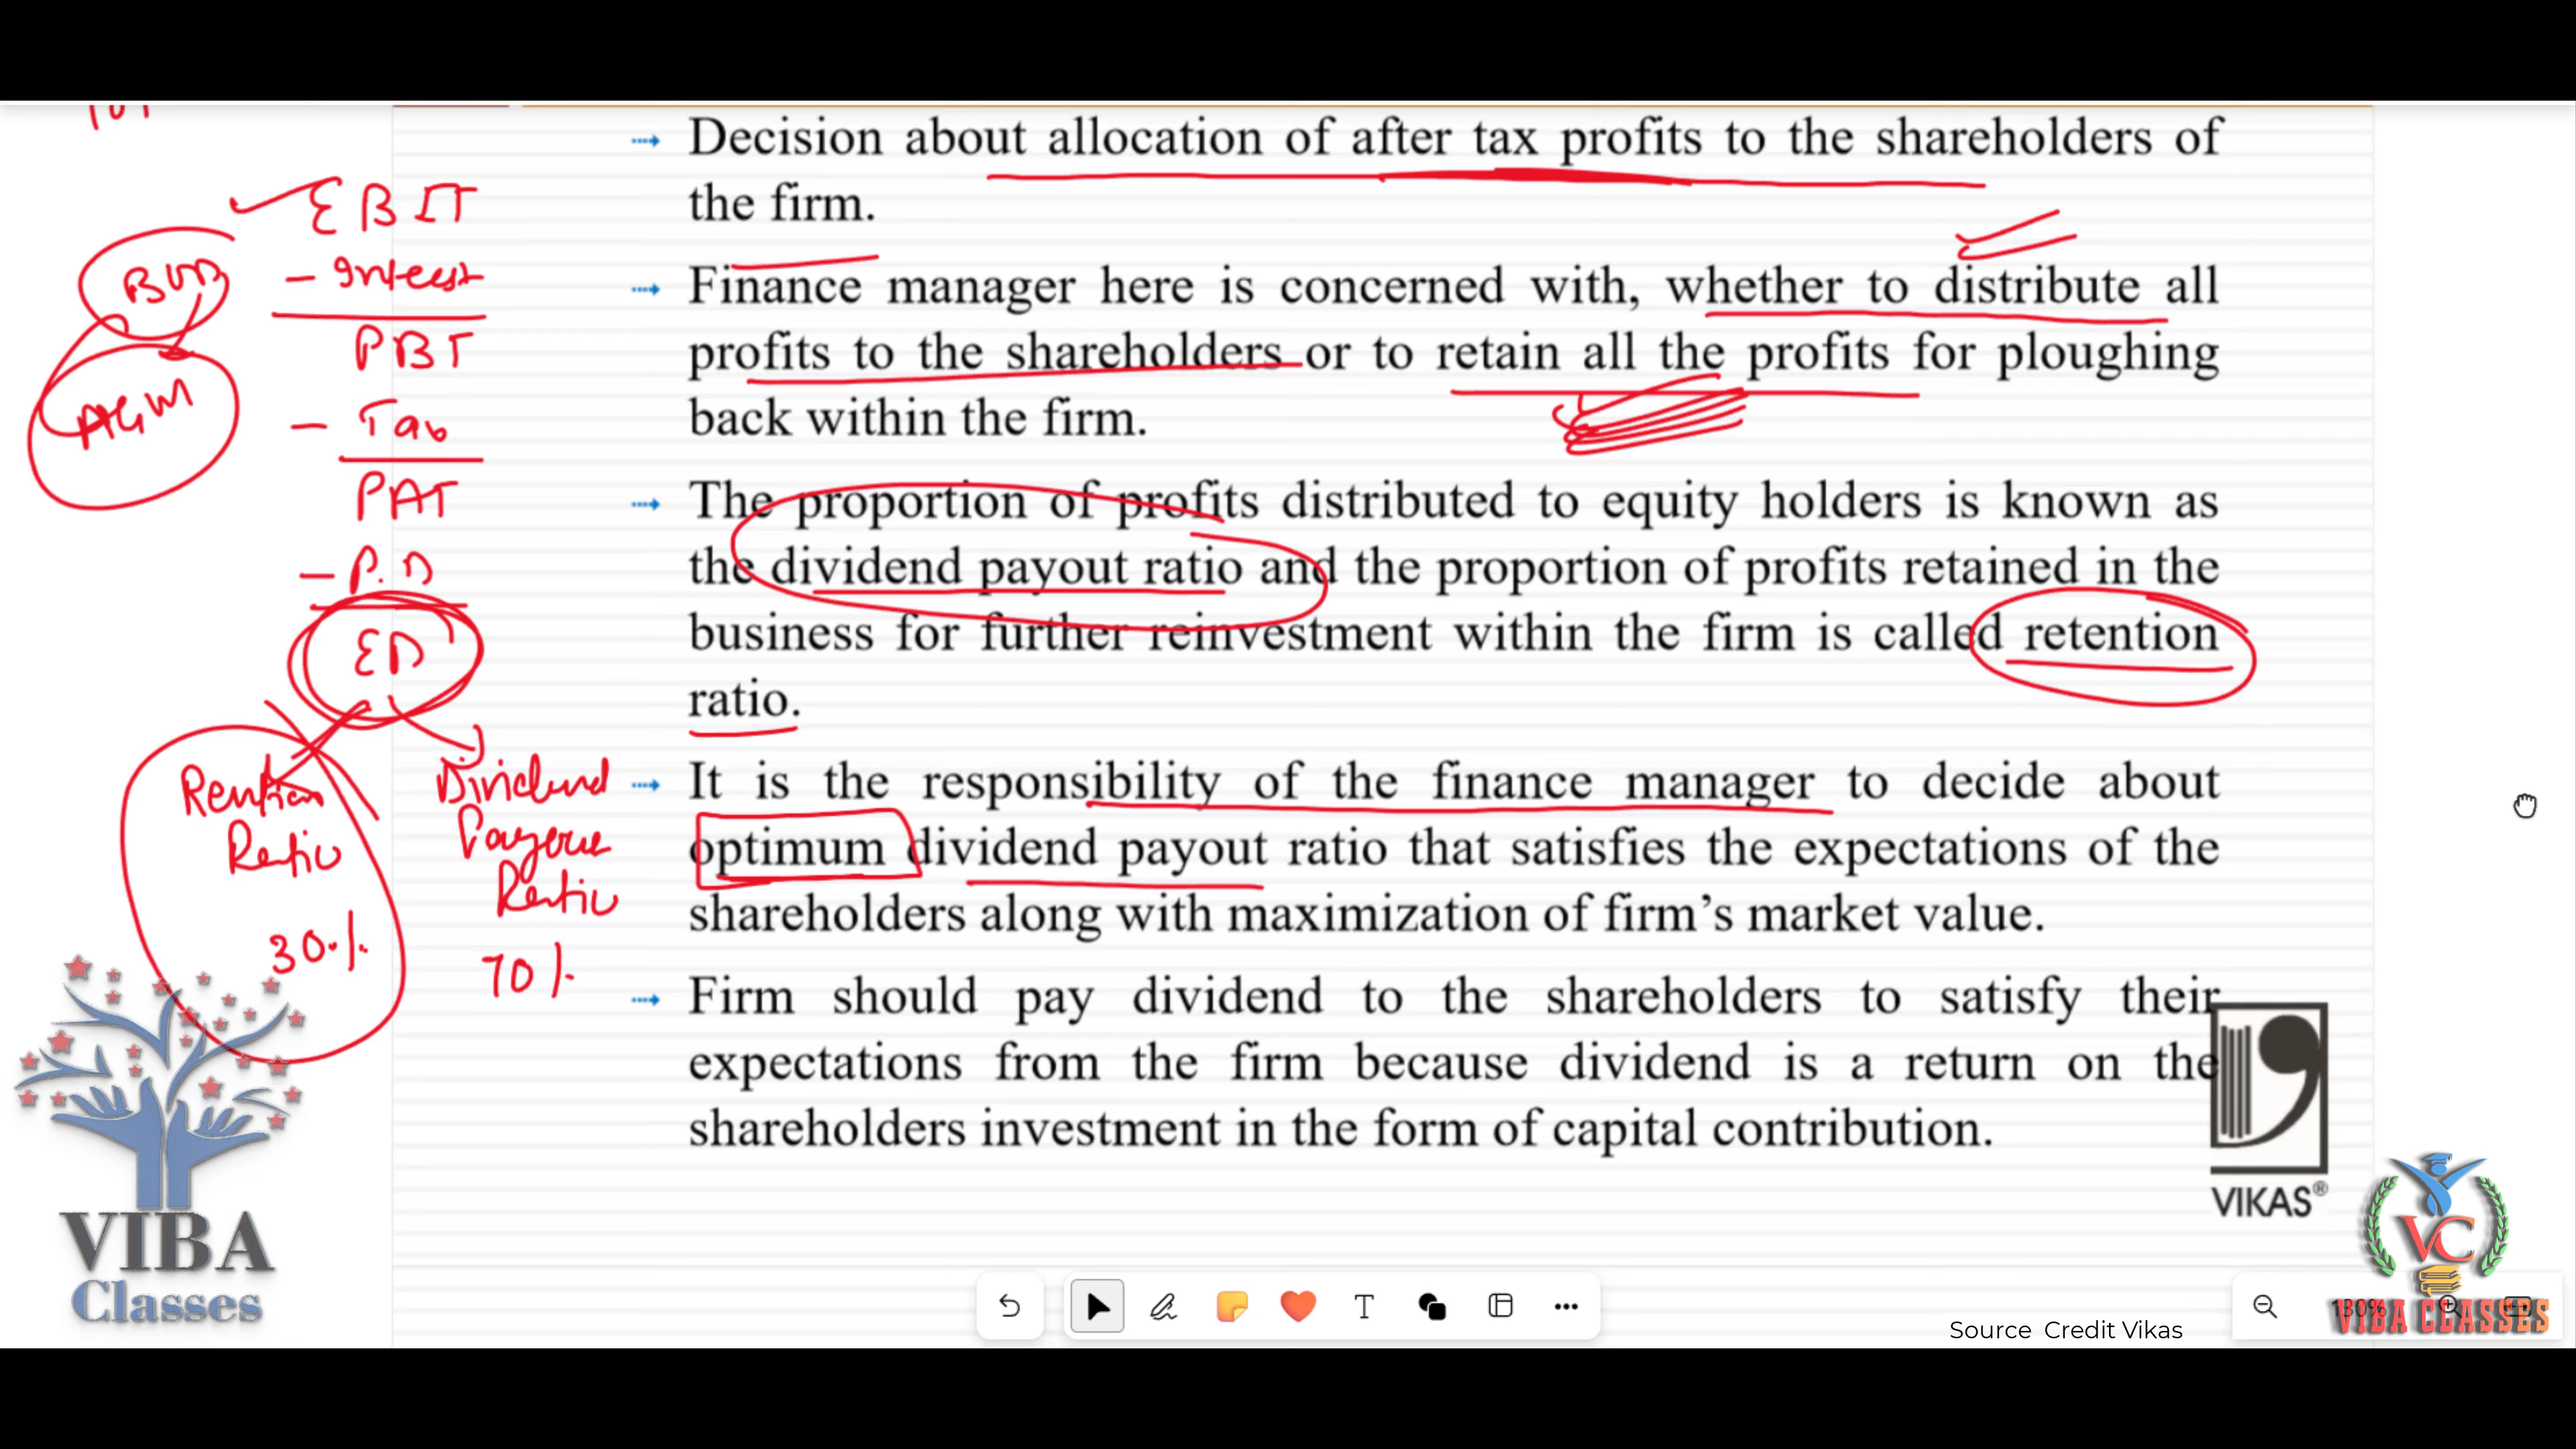 Decision about allocation of after tax profits to the shareholders of
the firm.
Finance manager here is concerned with, whether to distribute all
profits to the shareholders or to retain all the profits for ploughing
back within the firm.
The proportion of profits distributed to equity holders is known as
the dividend payout ratio and the proportion of profits retained in the
business for further reinvestment within the firm is called retention
ratio.
It is the responsibility of the finance manager to decide about
optimum dividend payout ratio that satisfies the expectations of the
shareholders along with maximization of firm's market value.
Firm should pay dividend to the shareholders to satisfy their
expectations from the firm because dividend is a return on the
shareholders investment in the form of capital contribution.
EBIT
- Interest
PBT
- Tax
PAT
- P.D
ED
BOD
AGM
Ratio
30%
Dividend
Ratio
70%
VIBA
Classes
VIKAS®
VC
VIBA CLASSES
T
130%
Source Credit Vikas